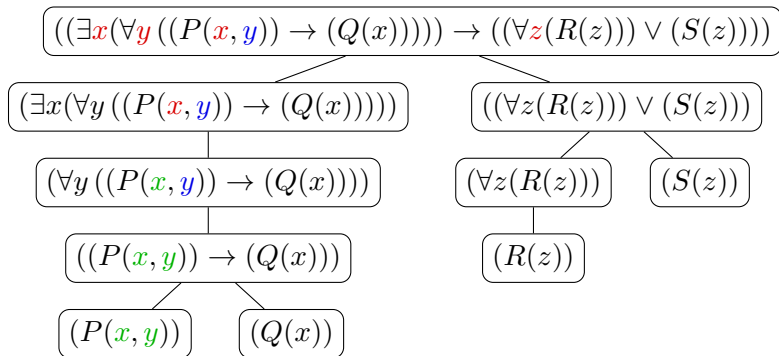 ((∃x(∀y ((P(x, y)) → (Q(x))))) → ((∀z(R(z))) ∨ (S(z))))
(∃x(∀y ((P(x, y)) → (Q(x))))) ((∀z(R(z))) ∨ (S(z)))
(∀y ((P(x, y)) → (Q(x)))) (∀z(R(z))) (S(z))
((P(x, y)) → (Q(x))) (R(z))
(P(x, y)) (Q(x))